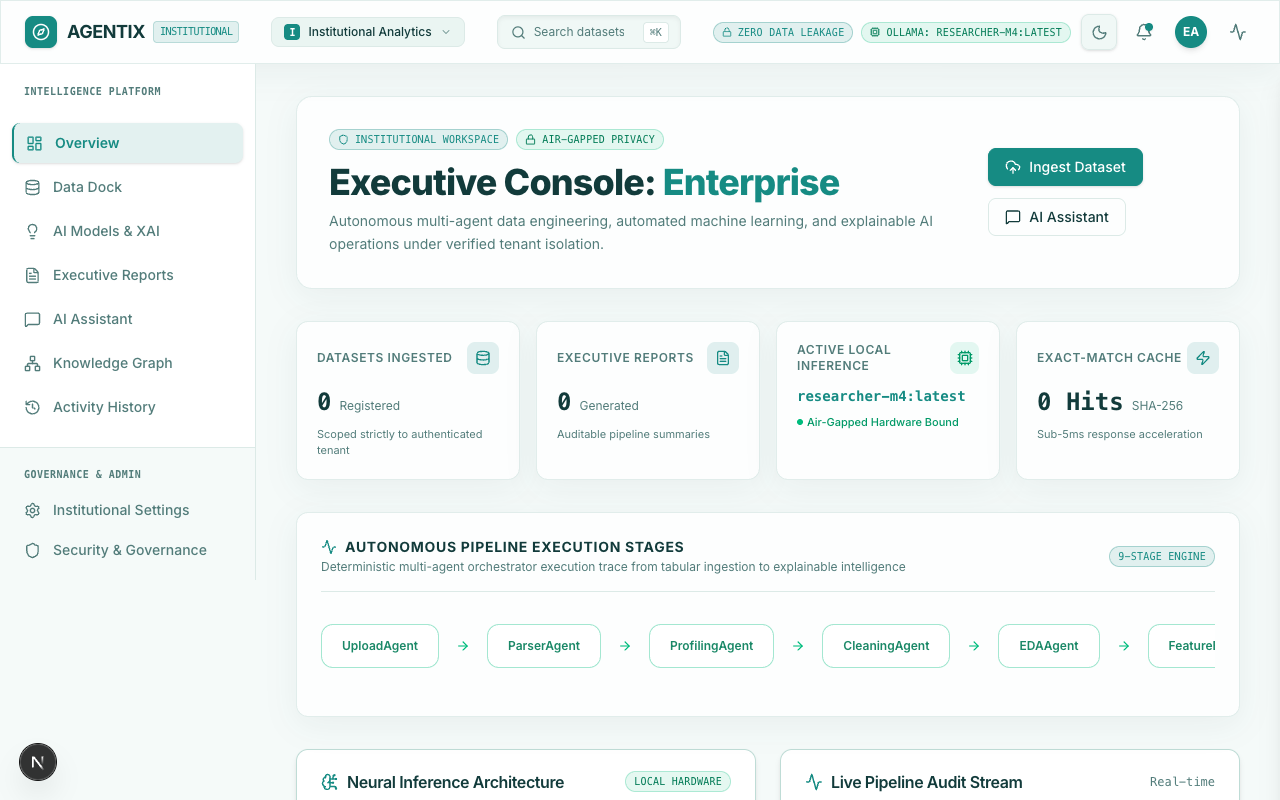 AGENTIX
INSTITUTIONAL
I Institutional Analytics
Search datasets ⌘K
ZERO DATA LEAKAGE
OLLAMA: RESEARCHER-M4:LATEST
EA
INTELLIGENCE PLATFORM
Overview
Data Dock
AI Models & XAI
Executive Reports
AI Assistant
Knowledge Graph
Activity History
GOVERNANCE & ADMIN
Institutional Settings
Security & Governance
N
INSTITUTIONAL WORKSPACE
AIR-GAPPED PRIVACY
Executive Console: Enterprise
Autonomous multi-agent data engineering, automated machine learning, and explainable AI
operations under verified tenant isolation.
Ingest Dataset
AI Assistant
DATASETS INGESTED
0 Registered
Scoped strictly to authenticated
tenant
EXECUTIVE REPORTS
0 Generated
Auditable pipeline summaries
ACTIVE LOCAL
INFERENCE
researcher-m4:latest
Air-Gapped Hardware Bound
EXACT-MATCH CACHE
0 Hits SHA-256
Sub-5ms response acceleration
AUTONOMOUS PIPELINE EXECUTION STAGES
Deterministic multi-agent orchestrator execution trace from tabular ingestion to explainable intelligence
9-STAGE ENGINE
UploadAgent → ParserAgent → ProfilingAgent → CleaningAgent → EDAAgent → Feature
Neural Inference Architecture
LOCAL HARDWARE
Live Pipeline Audit Stream
Real-time